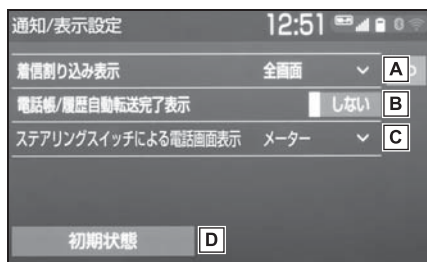 通知/表示設定 12:51
着信割り込み表示 全画面 A
電話帳/履歴自動転送完了表示 しない B
ステアリングスイッチによる電話画面表示 メーター C
初期状態 D